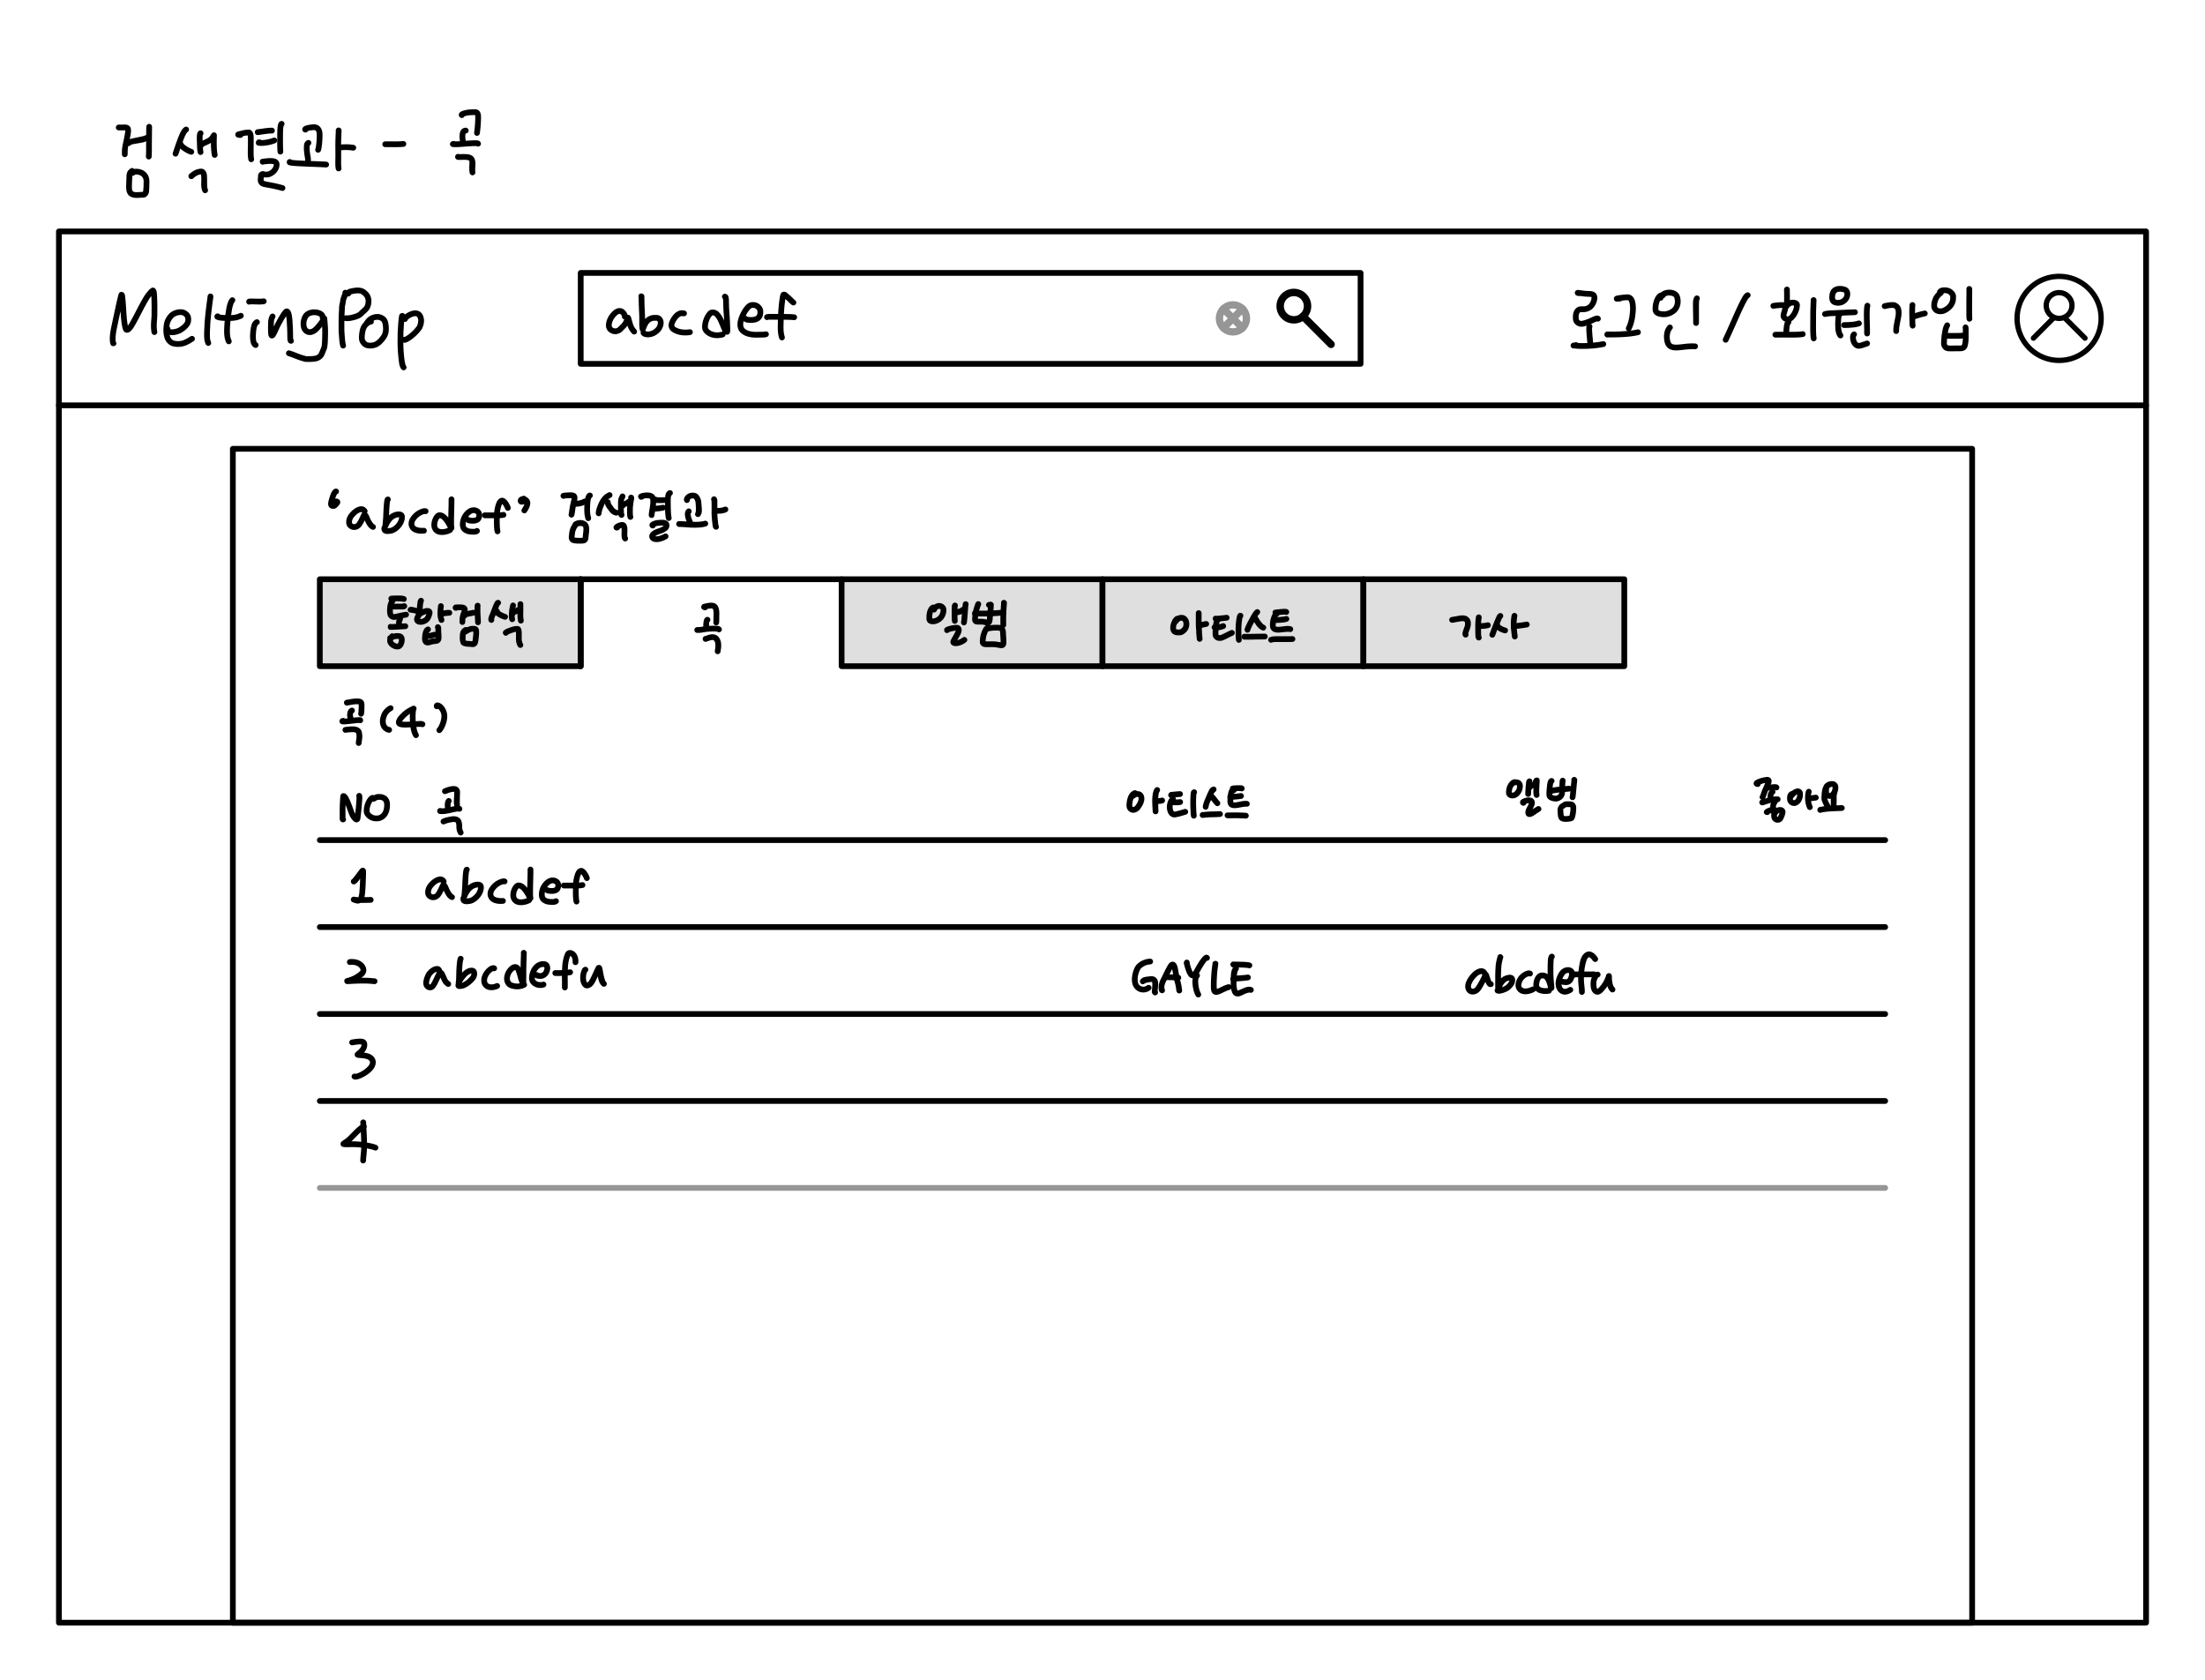 검색결과 - 곡
MeltingPop abcdef 로그인 / 회원가입
‘abcdef’ 검색결과
통합검색 곡 앨범 아티스트 가사
곡 (4)
NO 곡 아티스트 앨범 좋아요
1 abcdef
2 abcdefu GAYLE abcdefu
3
4